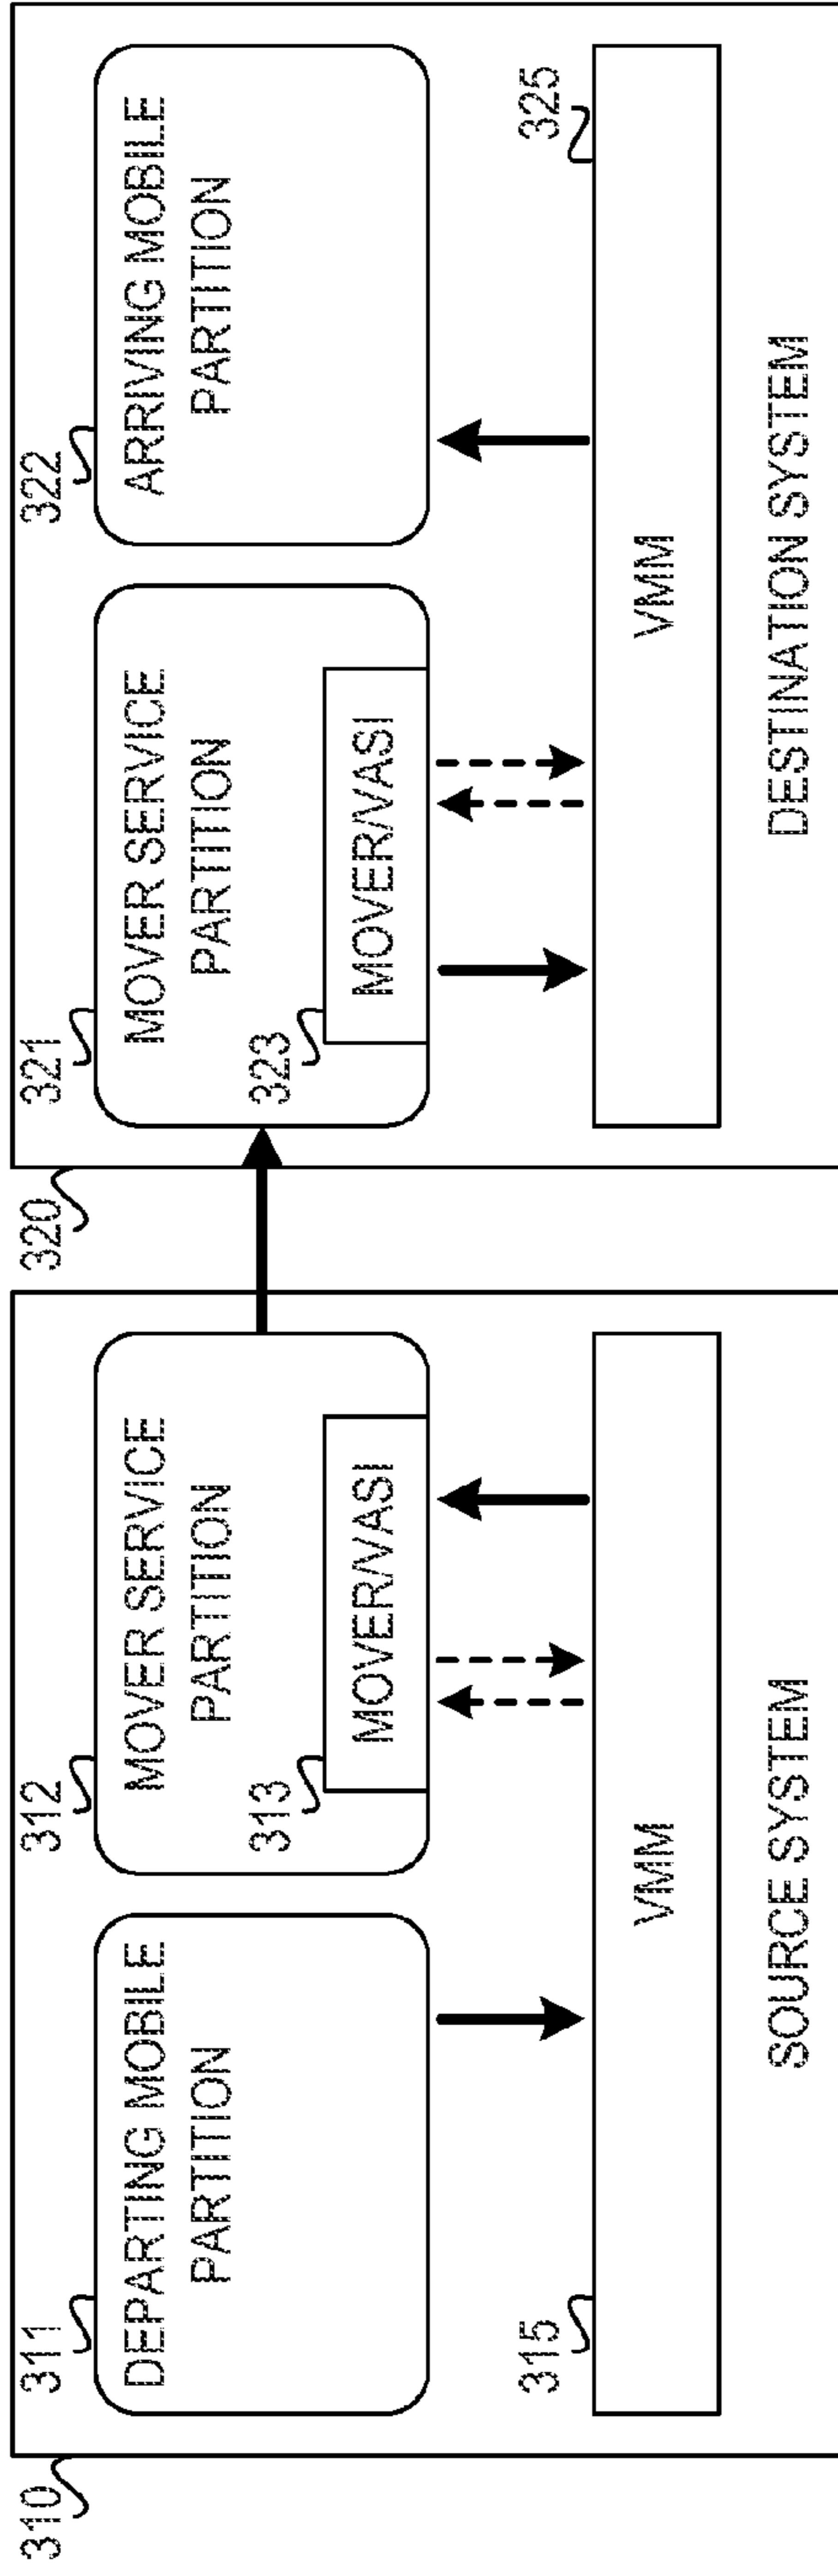 310
311
DEPARTING MOBILE
PARTITION
312
MOVER SERVICE
PARTITION
313
MOVER/VASI
315
VMM
SOURCE SYSTEM
320
321
MOVER SERVICE
PARTITION
323
MOVER/VASI
322
ARRIVING MOBILE
PARTITION
325
VMM
DESTINATION SYSTEM